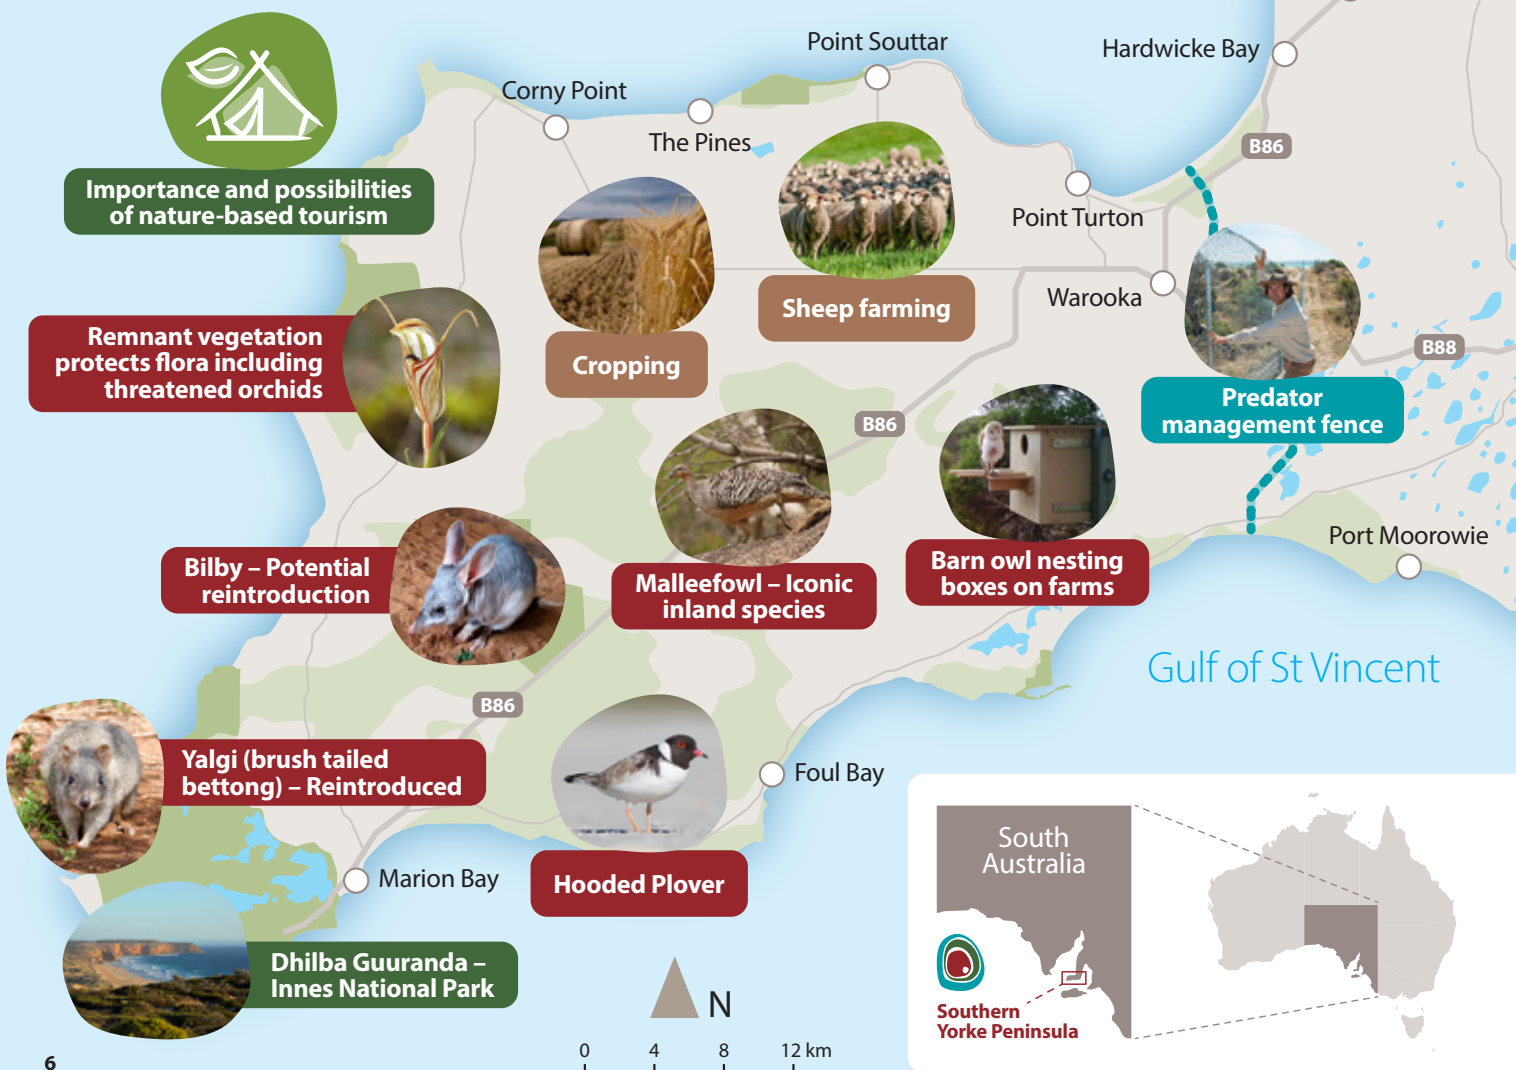 Point Souttar
Hardwicke Bay
Corny Point
The Pines
B86
Importance and possibilities
of nature-based tourism
Point Turton
Warooka
Sheep farming
Remnant vegetation
protects flora including
threatened orchids
Cropping
B88
Predator
management fence
B86
Port Moorowie
Barn owl nesting
boxes on farms
Bilby – Potential
reintroduction
Malleefowl – Iconic
inland species
Gulf of St Vincent
B86
Yalgi (brush tailed
bettong) – Reintroduced
Foul Bay
Marion Bay
Hooded Plover
South
Australia
Dhilba Guuranda –
Innes National Park
N
Southern
Yorke Peninsula
0 4 8 12 km
6